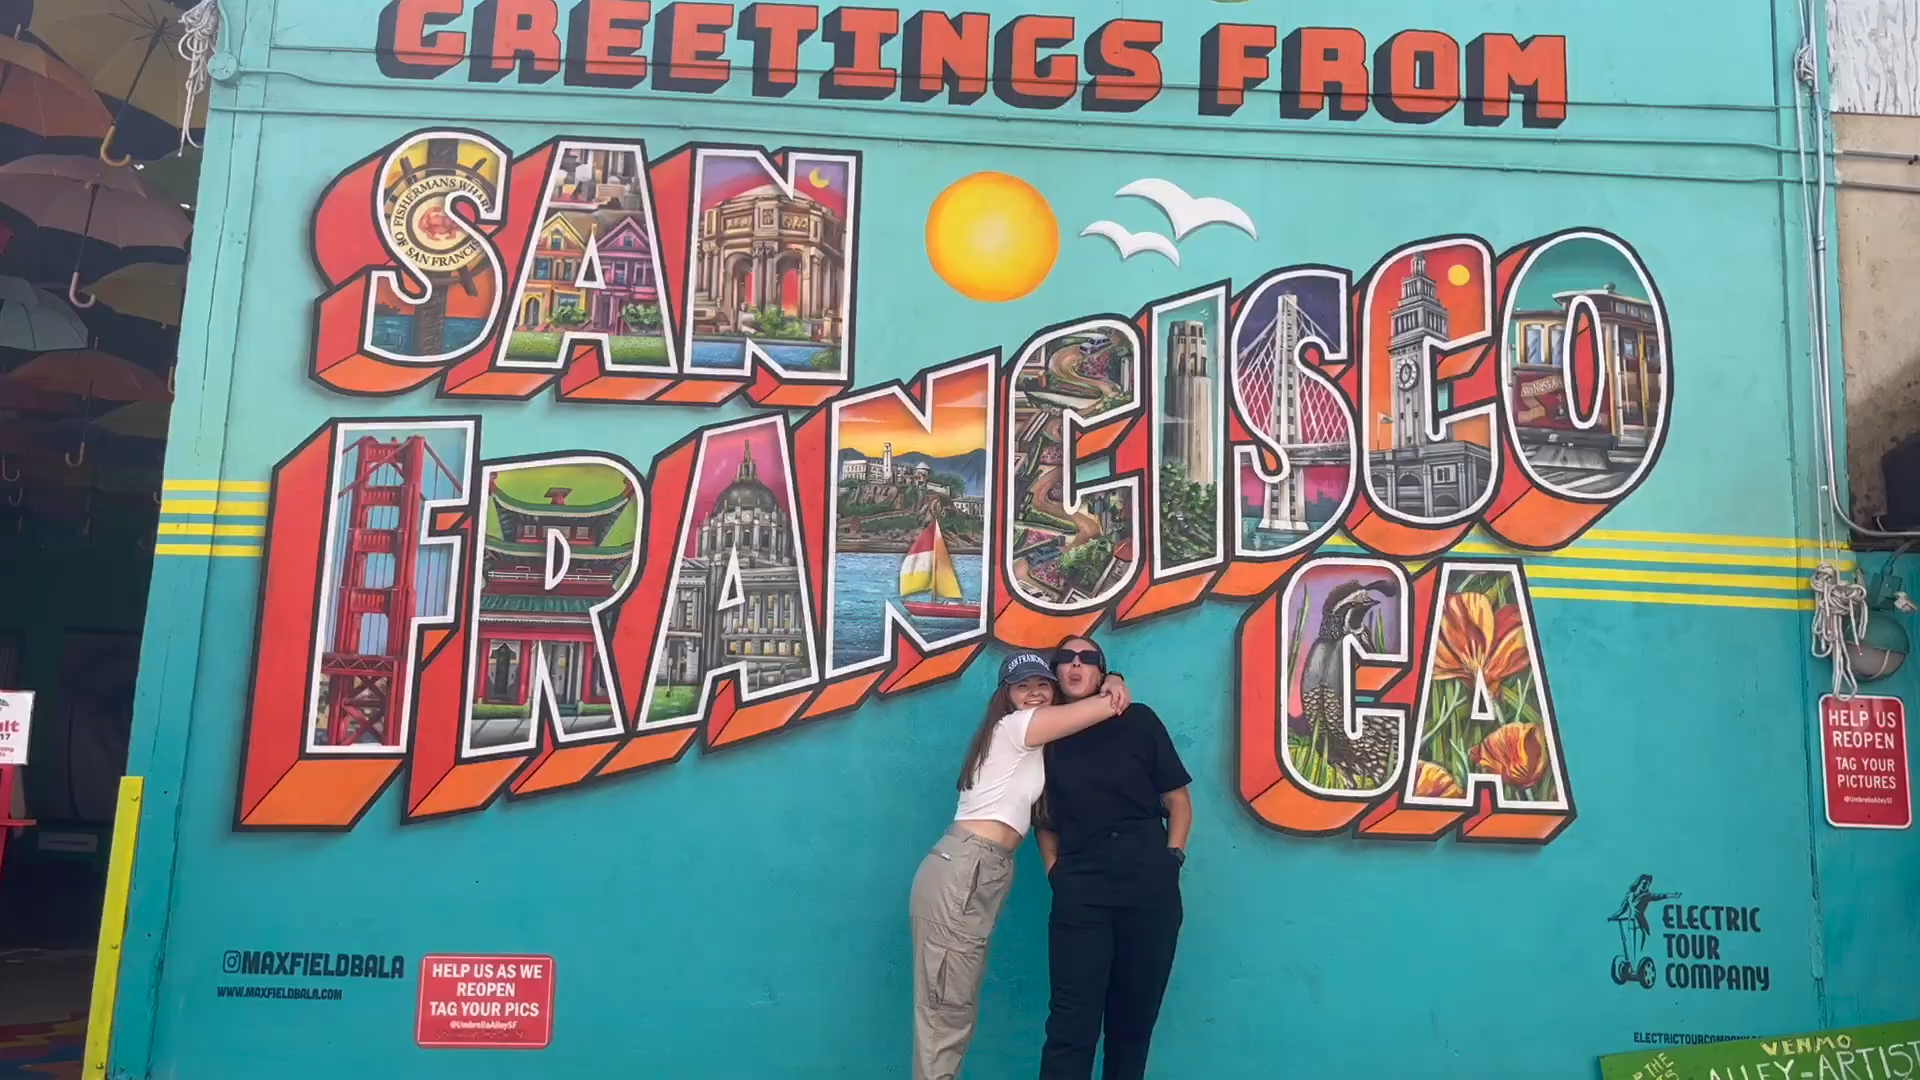 GREETINGS FROM
FISHERMANS WHARF
OF SAN FRANCISCO
SAN
FRANCISCO
CA
SAN FRANCISCO
HELP US
REOPEN
TAG YOUR
PICTURES
@UmbrellaAlleySF
ELECTRIC
TOUR
COMPANY
@MAXFIELDBALA
WWW.MAXFIELDBALA.COM
HELP US AS WE
REOPEN
TAG YOUR PICS
@UmbrellaAlleySF
VENMO
ALLEY-ARTIST